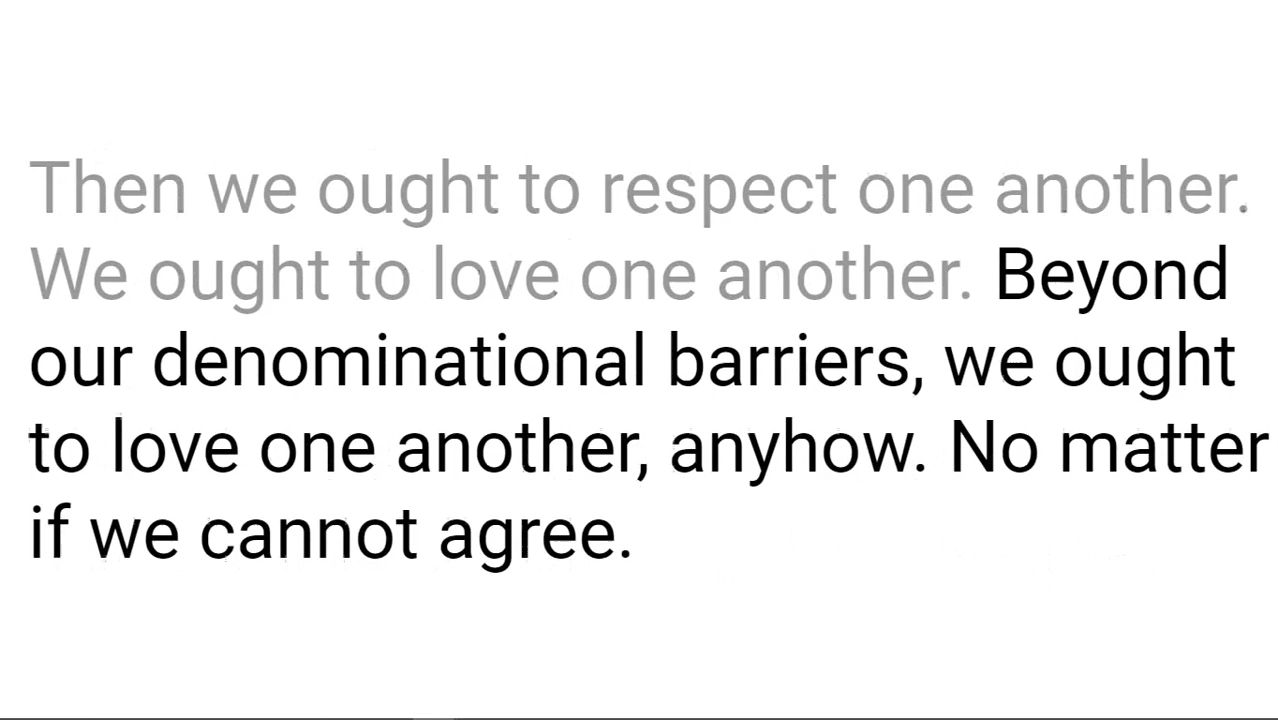 Then we ought to respect one another.
We ought to love one another. Beyond
our denominational barriers, we ought
to love one another, anyhow. No matter
if we cannot agree.